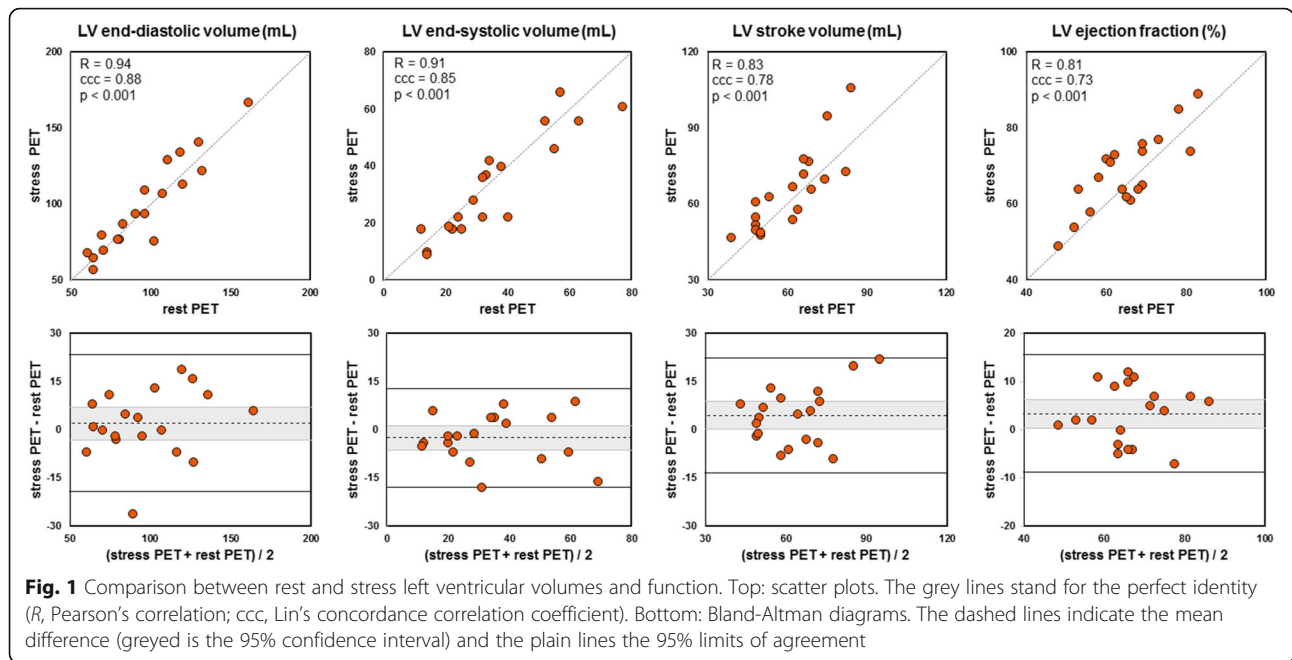 LV end-diastolic volume (mL)
LV end-systolic volume (mL)
LV stroke volume (mL)
LV ejection fraction (%)
200
R = 0.94
ccc = 0.88
p < 0.001
150
100
50
stress PET
50
100
150
200
rest PET
80
R = 0.91
ccc = 0.85
p < 0.001
60
40
20
0
stress PET
0
20
40
60
80
rest PET
120
R = 0.83
ccc = 0.78
p < 0.001
90
60
30
stress PET
30
60
90
120
rest PET
100
R = 0.81
ccc = 0.73
p < 0.001
80
60
40
stress PET
40
60
80
100
rest PET
30
15
0
-15
-30
stress PET - rest PET
50
100
150
200
(stress PET + rest PET) / 2
30
15
0
-15
-30
stress PET - rest PET
0
20
40
60
80
(stress PET + rest PET) / 2
30
15
0
-15
-30
stress PET - rest PET
30
60
90
120
(stress PET + rest PET) / 2
20
10
0
-10
-20
stress PET - rest PET
40
60
80
100
(stress PET + rest PET) / 2
Fig. 1 Comparison between rest and stress left ventricular volumes and function. Top: scatter plots. The grey lines stand for the perfect identity
(R, Pearson's correlation; ccc, Lin's concordance correlation coefficient). Bottom: Bland-Altman diagrams. The dashed lines indicate the mean
difference (greyed is the 95% confidence interval) and the plain lines the 95% limits of agreement